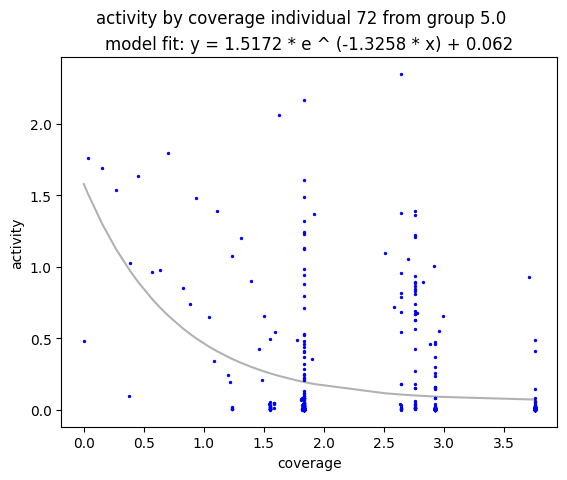 activity by coverage individual 72 from group 5.0
model fit: y = 1.5172 * e ^ (-1.3258 * x) + 0.062
2.0
1.5
1.0
0.5
0.0
activity
0.0 0.5 1.0 1.5 2.0 2.5 3.0 3.5
coverage